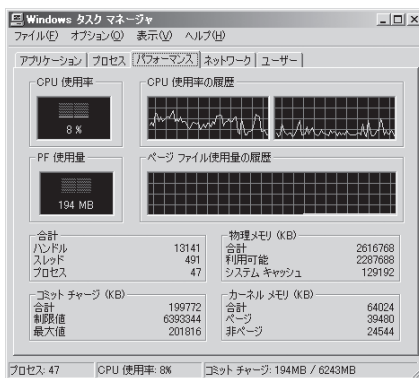 Windows タスク マネージャ
ファイル(F) オプション(O) 表示(V) ヘルプ(H)
アプリケーション プロセス パフォーマンス ネットワーク ユーザー
CPU 使用率 CPU 使用率の履歴
8 %
PF 使用量 ページ ファイル使用量の履歴
194 MB
合計
ハンドル 13141
スレッド 491
プロセス 47
物理メモリ (KB)
合計 2616768
利用可能 2287688
システム キャッシュ 129192
コミット チャージ (KB)
合計 199772
制限値 6393344
最大値 201816
カーネル メモリ (KB)
合計 64024
ページ 39480
非ページ 24544
プロセス: 47 CPU 使用率: 8% コミット チャージ: 194MB / 6243MB